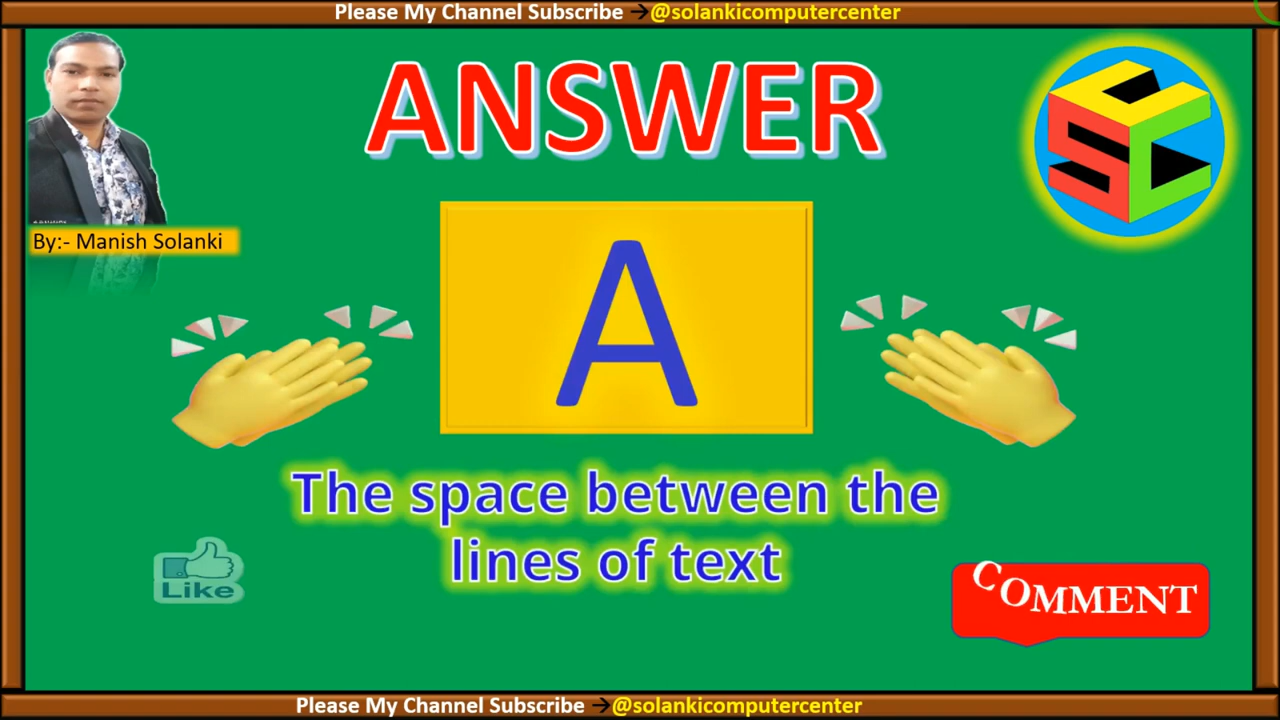 Please My Channel Subscribe →@solankicomputercenter
ANSWER
SCC
By:- Manish Solanki
A
The space between the
lines of text
Like
COMMENT
Please My Channel Subscribe →@solankicomputercenter